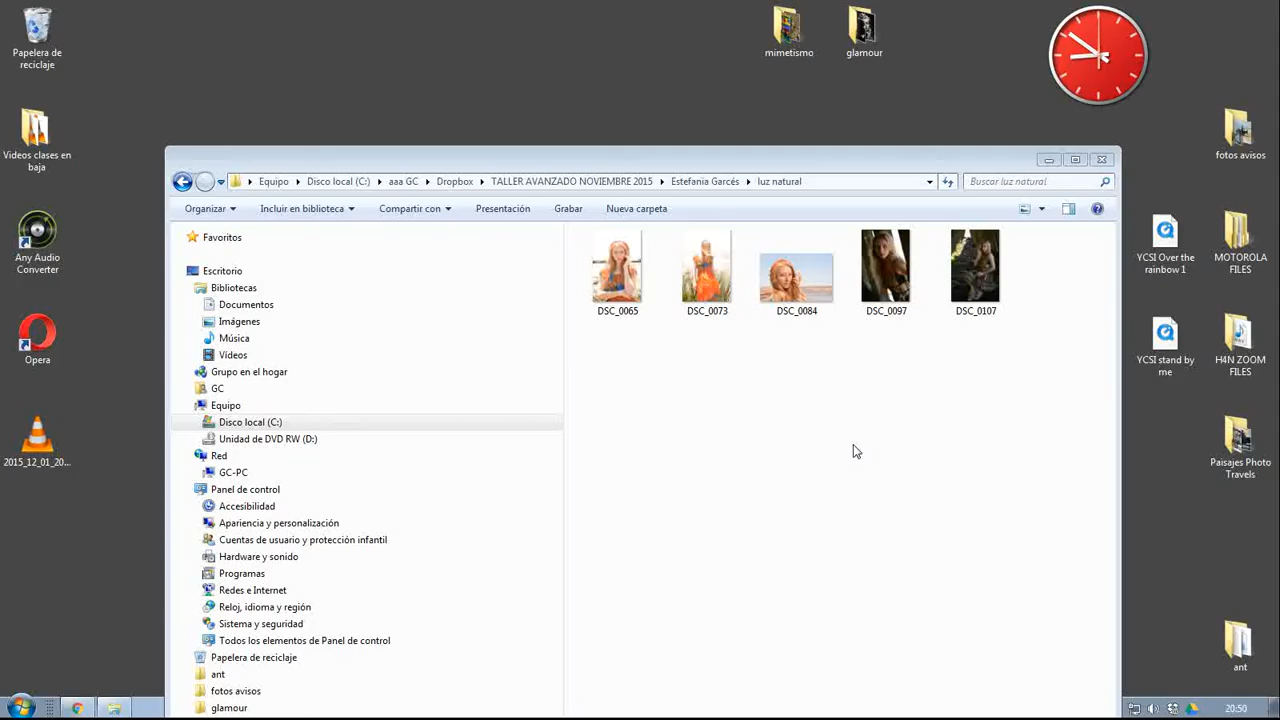 Papelera de
reciclaje
mimetismo
glamour
Videos clases en
baja
fotos avisos
Equipo
Disco local (C:)
aaa GC
Dropbox
TALLER AVANZADO NOVIEMBRE 2015
Estefania Garcés
luz natural
Buscar luz natural
Organizar
Incluir en biblioteca
Compartir con
Presentación
Grabar
Nueva carpeta
Any Audio
Converter
Opera
2015_12_01_20...
Favoritos
Escritorio
Bibliotecas
Documentos
Imágenes
Música
Vídeos
Grupo en el hogar
GC
Equipo
Disco local (C:)
Unidad de DVD RW (D:)
Red
GC-PC
Panel de control
Accesibilidad
Apariencia y personalización
Cuentas de usuario y protección infantil
Hardware y sonido
Programas
Redes e Internet
Reloj, idioma y región
Sistema y seguridad
Todos los elementos de Panel de control
Papelera de reciclaje
ant
fotos avisos
glamour
DSC_0065
DSC_0073
DSC_0084
DSC_0097
DSC_0107
YCSI Over the
rainbow 1
MOTOROLA
FILES
YCSI stand by
me
H4N ZOOM
FILES
Paisajes Photo
Travels
ant
20:50